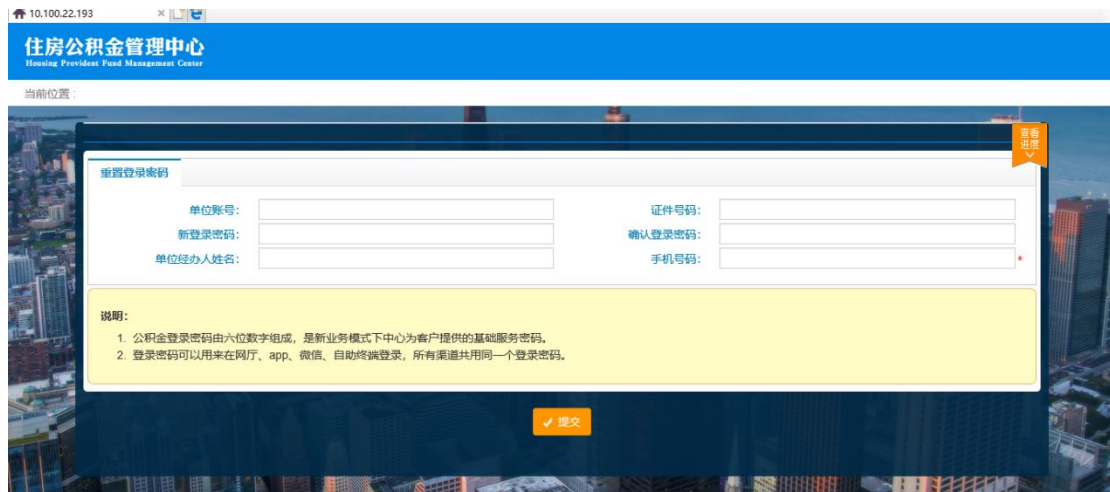 10.100.22.193
住房公积金管理中心
Housing Provident Fund Management Center
当前位置：
查看
进度
重置登录密码
单位账号：
证件号码：
新登录密码：
确认登录密码：
单位经办人姓名：
手机号码：
*
说明：
1. 公积金登录密码由六位数字组成，是新业务模式下中心为客户提供的基础服务密码。
2. 登录密码可以用来在网厅、app、微信、自助终端登录，所有渠道共用同一个登录密码。
提交